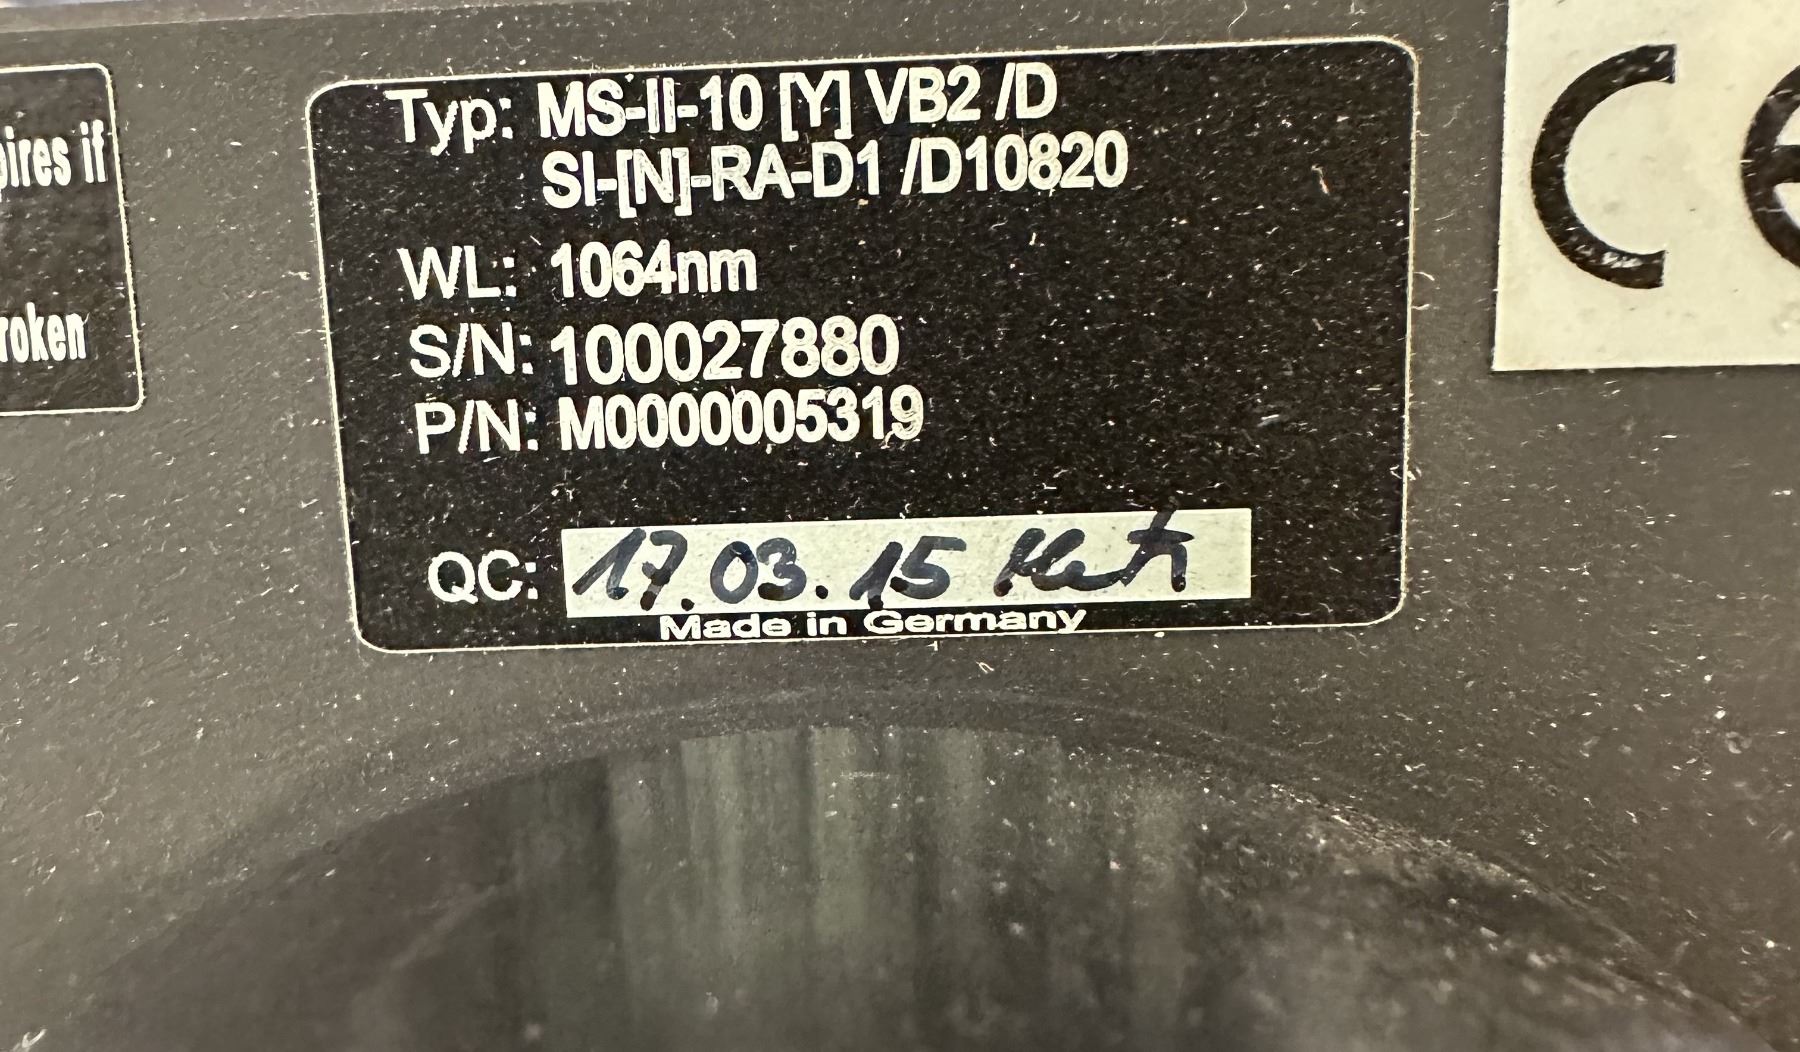 pires if
roken
Typ: MS-II-10 [Y] VB2 /D
SI-[N]-RA-D1 /D10820
WL: 1064nm
S/N: 100027880
P/N: M0000005319
QC: 17.03.15
Made in Germany
CE